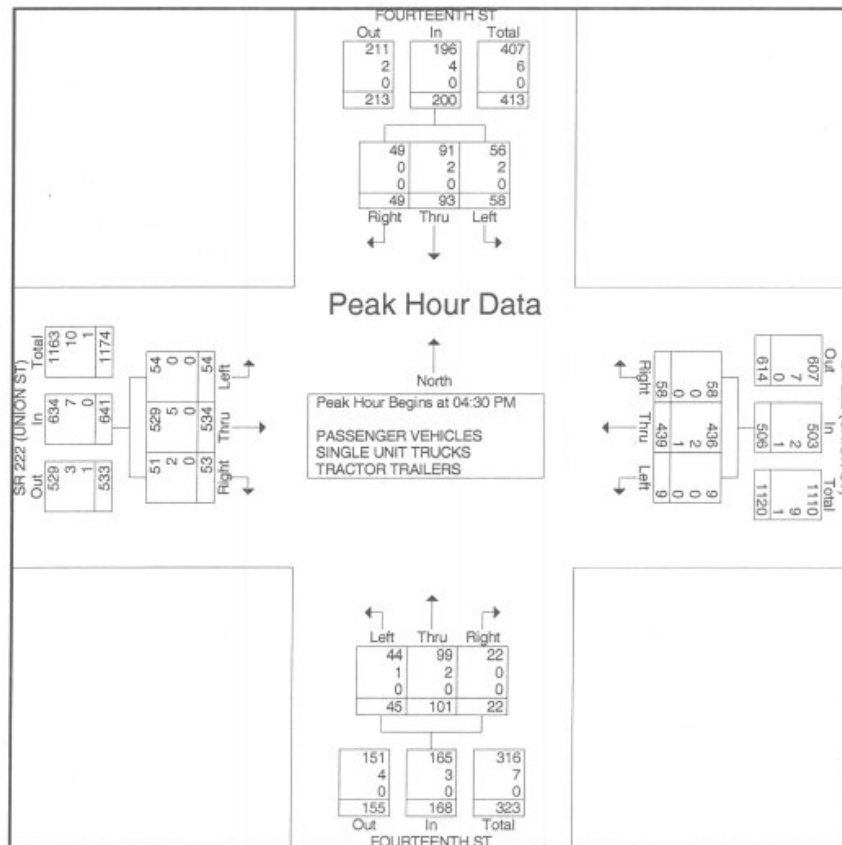 FOURTEENTH ST
Out In Total
211 196 407
2 4 6
0 0 0
213 200 413
49 91 56
0 2 2
0 0 0
49 93 58
Right Thru Left
Peak Hour Data
North
Peak Hour Begins at 04:30 PM
PASSENGER VEHICLES
SINGLE UNIT TRUCKS
TRACTOR TRAILERS
SR 222 (UNION ST)
Out In Total
529 634 1163
3 7 10
1 0 1
533 641 1174
Left Thru Right
54 529 51
0 5 2
0 0 0
54 534 53
Out In Total
607 503 1110
7 2 9
0 1 1
614 506 1120
58 436 9
0 2 0
0 1 0
58 439 9
Right Thru Left
Left Thru Right
44 99 22
1 2 0
0 0 0
45 101 22
151 165 316
4 3 7
0 0 0
155 168 323
Out In Total
FOURTEENTH ST